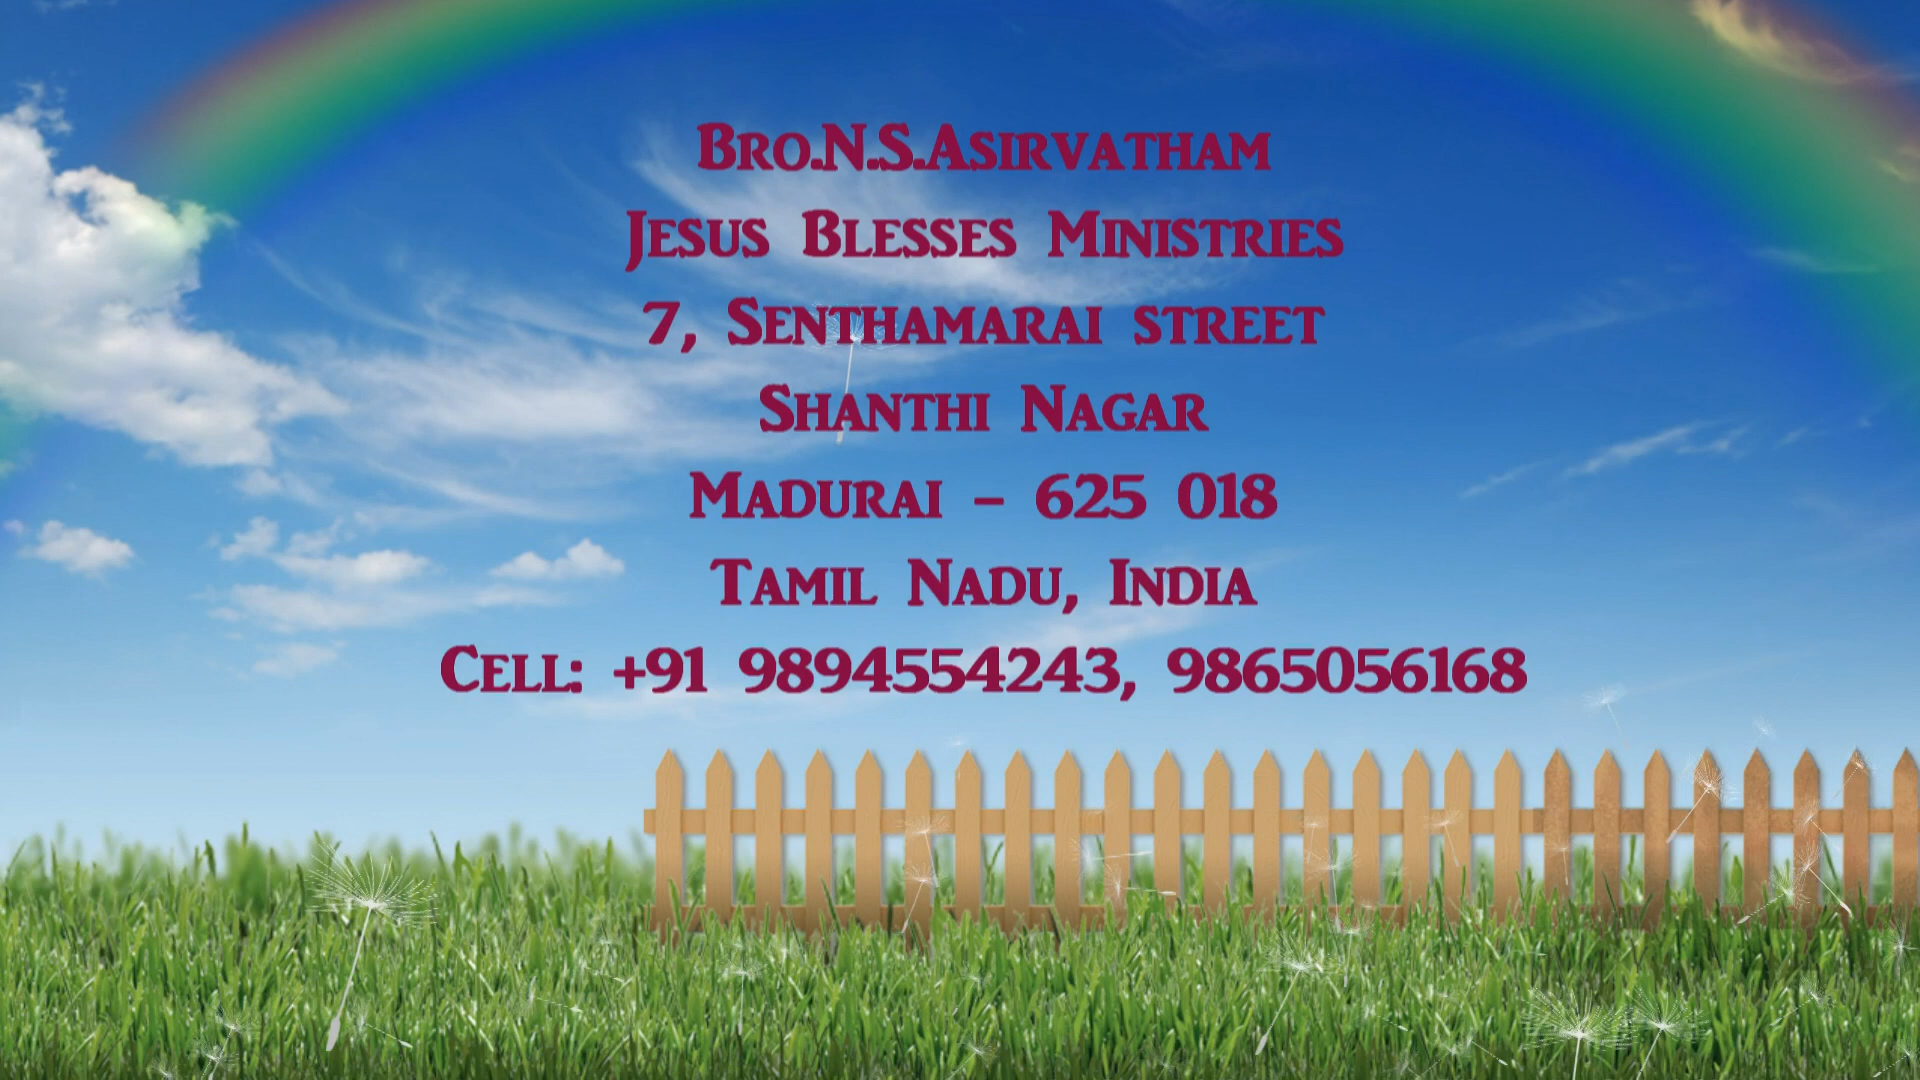 Bro.N.S.Asirvatham
Jesus Blesses Ministries
7, Senthamarai street
Shanthi Nagar
Madurai – 625 018
Tamil Nadu, India
Cell: +91 9894554243, 9865056168